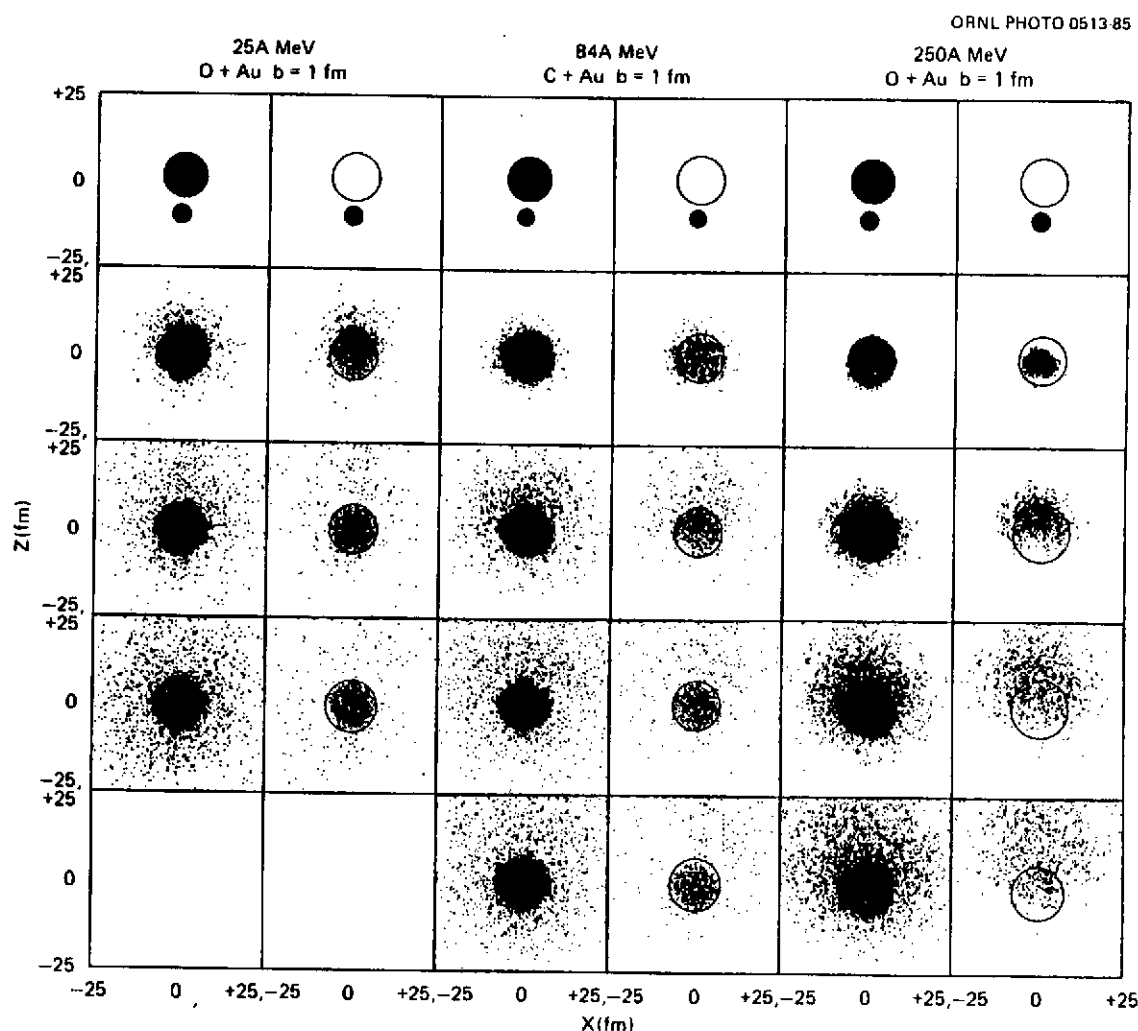 ORNL PHOTO 0513-85
25A MeV
O + Au b = 1 fm
84A MeV
C + Au b = 1 fm
250A MeV
O + Au b = 1 fm
+25
0
−25,
+25
0
−25,
+25
0
−25,
+25
0
−25,
+25
0
−25
Z(fm)
−25 0 +25,−25 0 +25,−25 0 +25,−25 0 +25,−25 0 +25,−25 0 +25
X(fm)